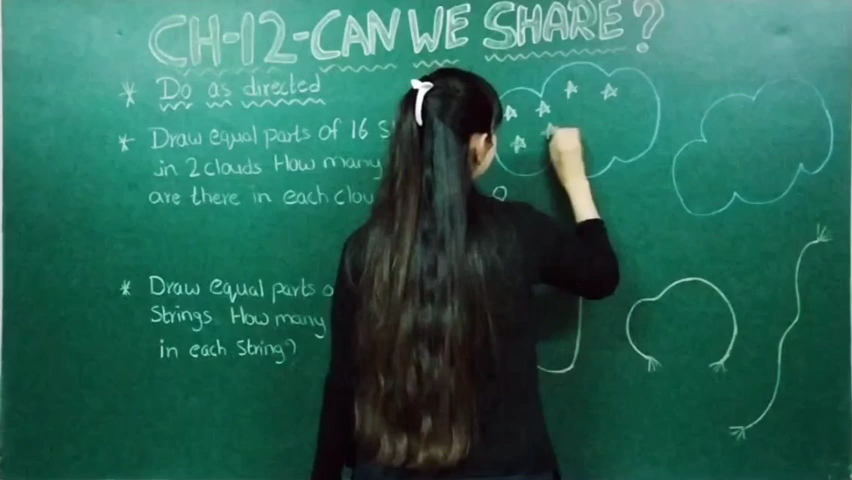 CH-12-CAN WE SHARE?
* Do as directed
* Draw equal parts of 16
in 2 clouds How many
are there in each
* Draw equal parts
Strings How many
in each String?